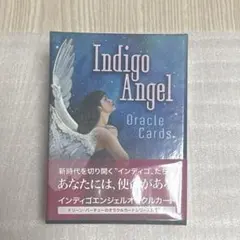 Indigo
Angel
Oracle
Cards
新時代を切り開く"インディゴ"たち
あなたには、使命がある
インディゴエンジェルオラクルカード